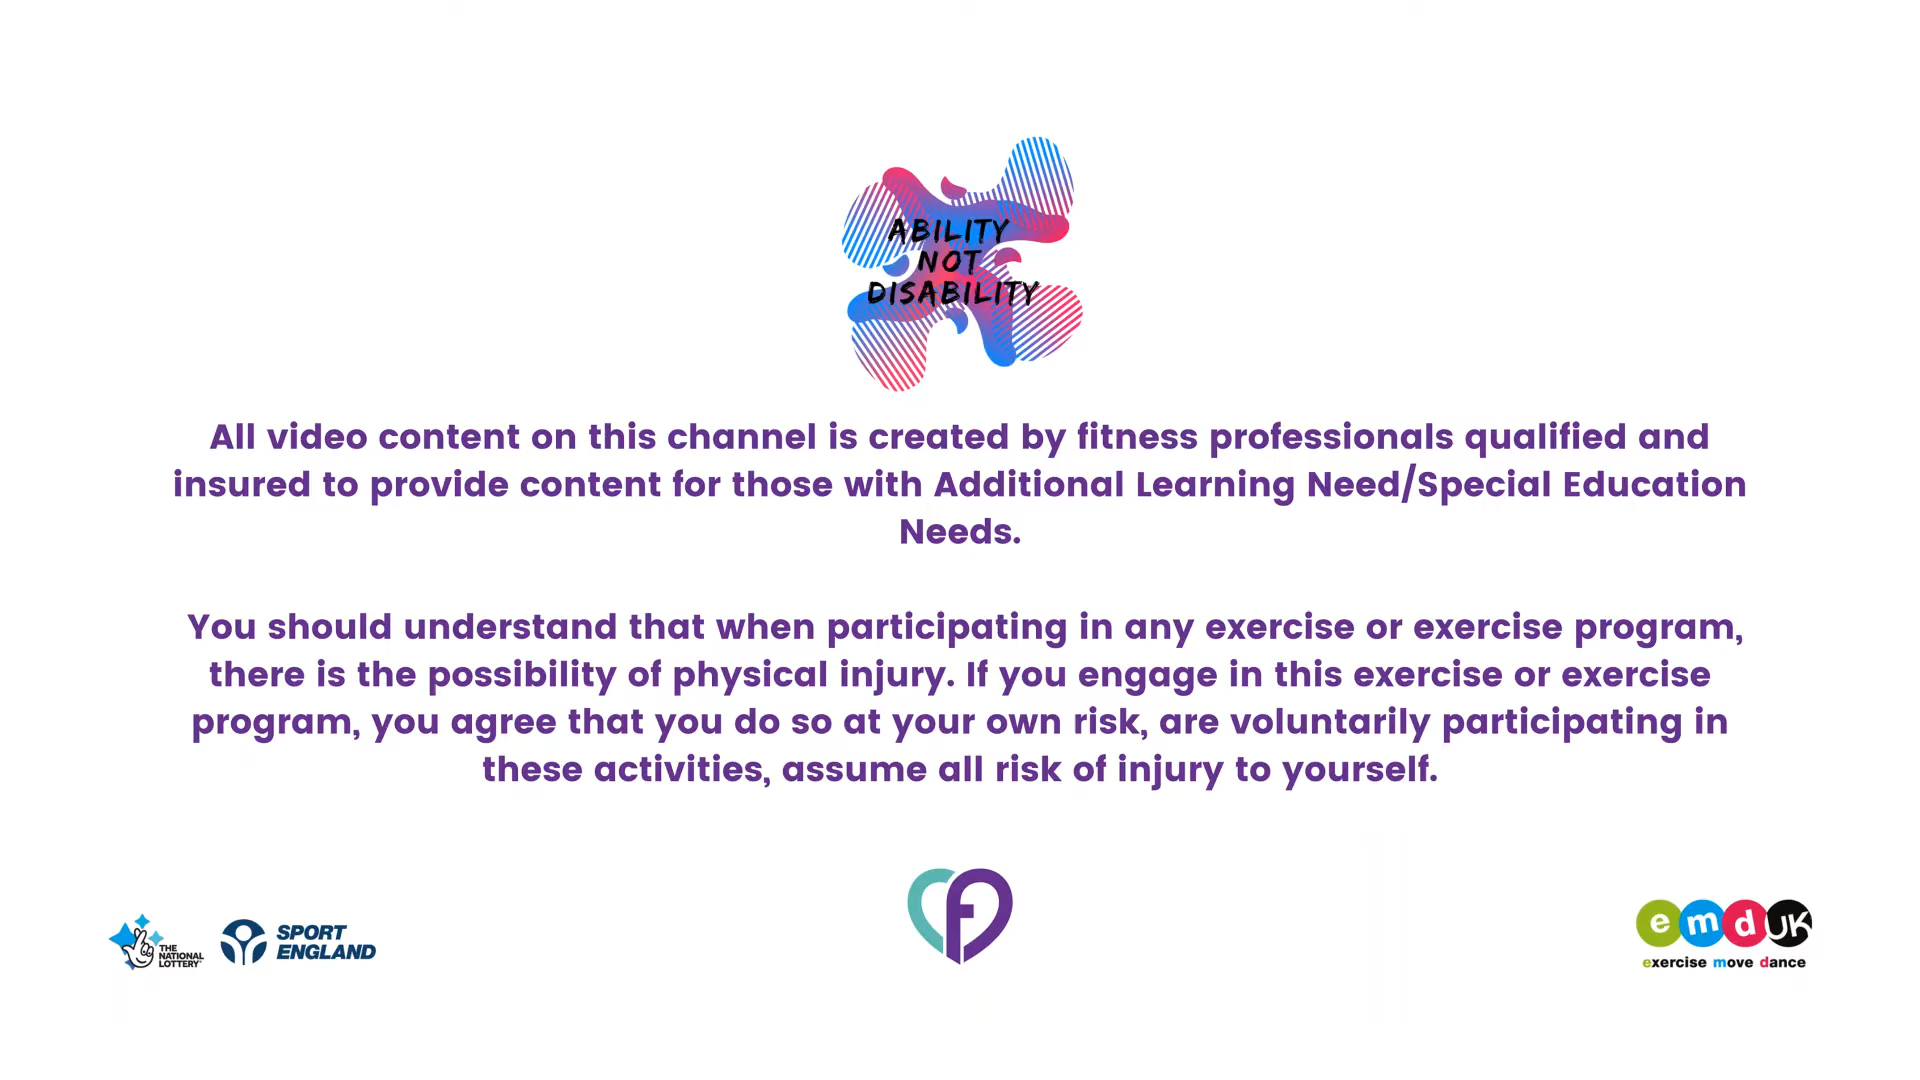 ABILITY
NOT
DISABILITY
All video content on this channel is created by fitness professionals qualified and
insured to provide content for those with Additional Learning Need/Special Education
Needs.
You should understand that when participating in any exercise or exercise program,
there is the possibility of physical injury. If you engage in this exercise or exercise
program, you agree that you do so at your own risk, are voluntarily participating in
these activities, assume all risk of injury to yourself.
THE
NATIONAL
LOTTERY
SPORT
ENGLAND
emduk
exercise move dance